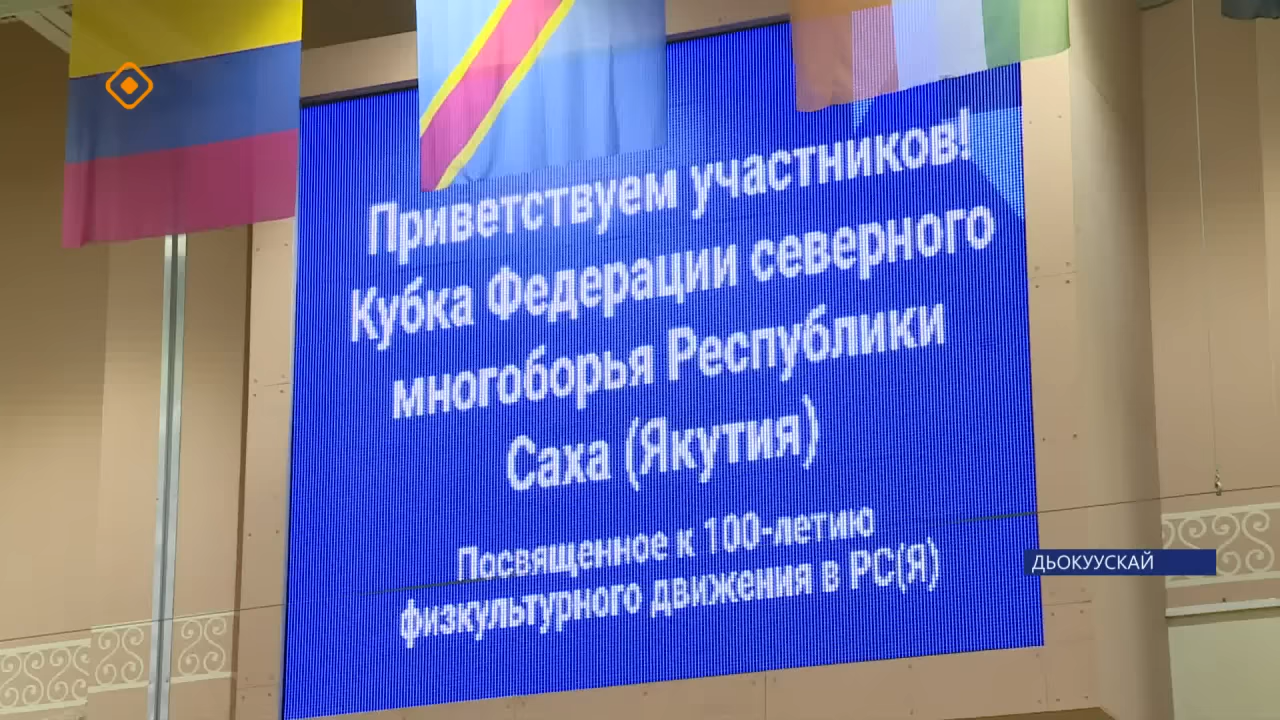 Приветствуем участников!
Кубка Федерации северного
многоборья Республики
Саха (Якутия)
Посвященное к 100-летию
физкультурного движения в РС(Я)
ДЬОКУУСКАЙ